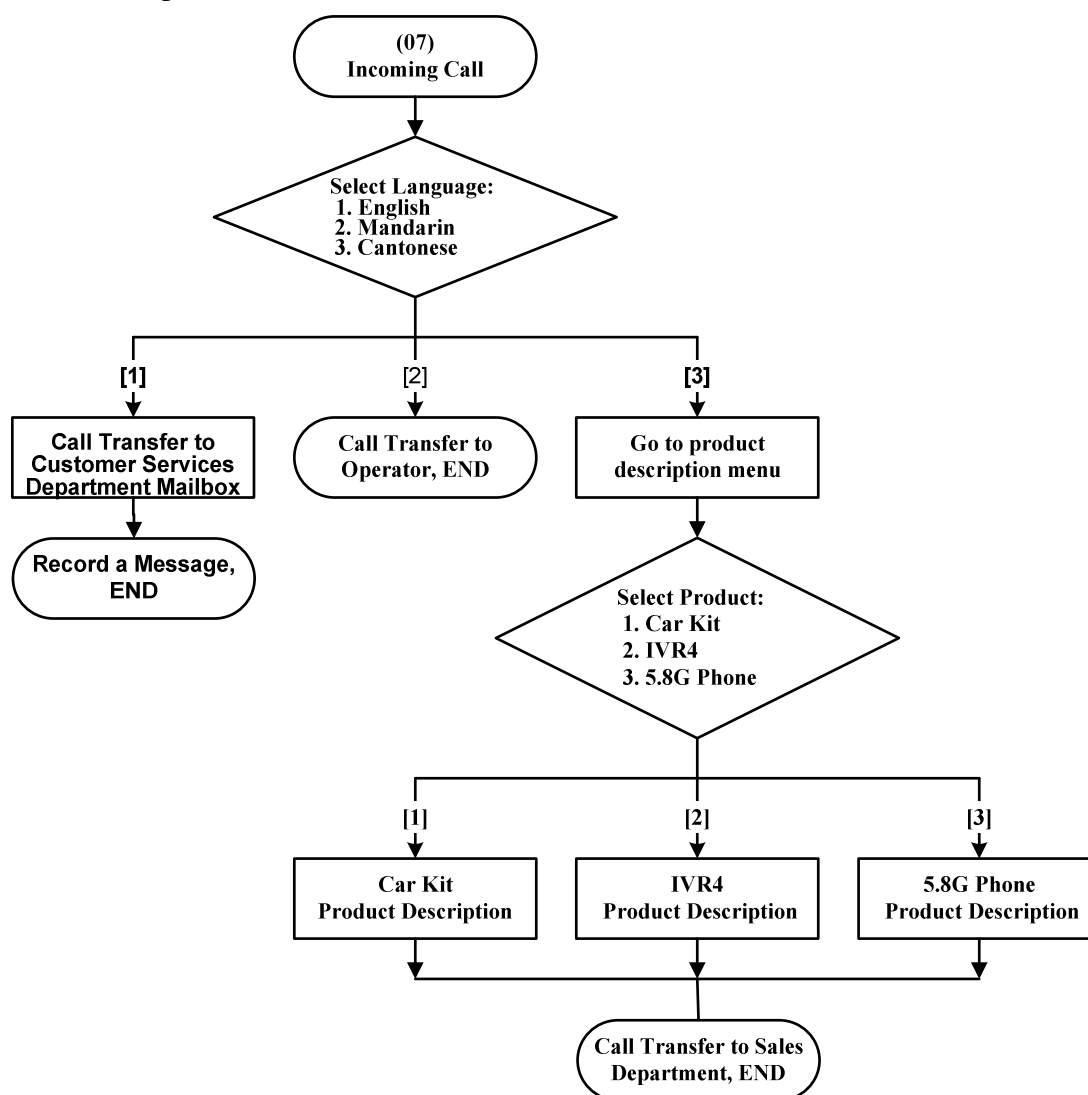 (07)
Incoming Call
Select Language:
1. English
2. Mandarin
3. Cantonese
[1]
[2]
[3]
Call Transfer to
Customer Services
Department Mailbox
Call Transfer to
Operator, END
Go to product
description menu
Record a Message,
END
Select Product:
1. Car Kit
2. IVR4
3. 5.8G Phone
[1]
[2]
[3]
Car Kit
Product Description
IVR4
Product Description
5.8G Phone
Product Description
Call Transfer to Sales
Department, END